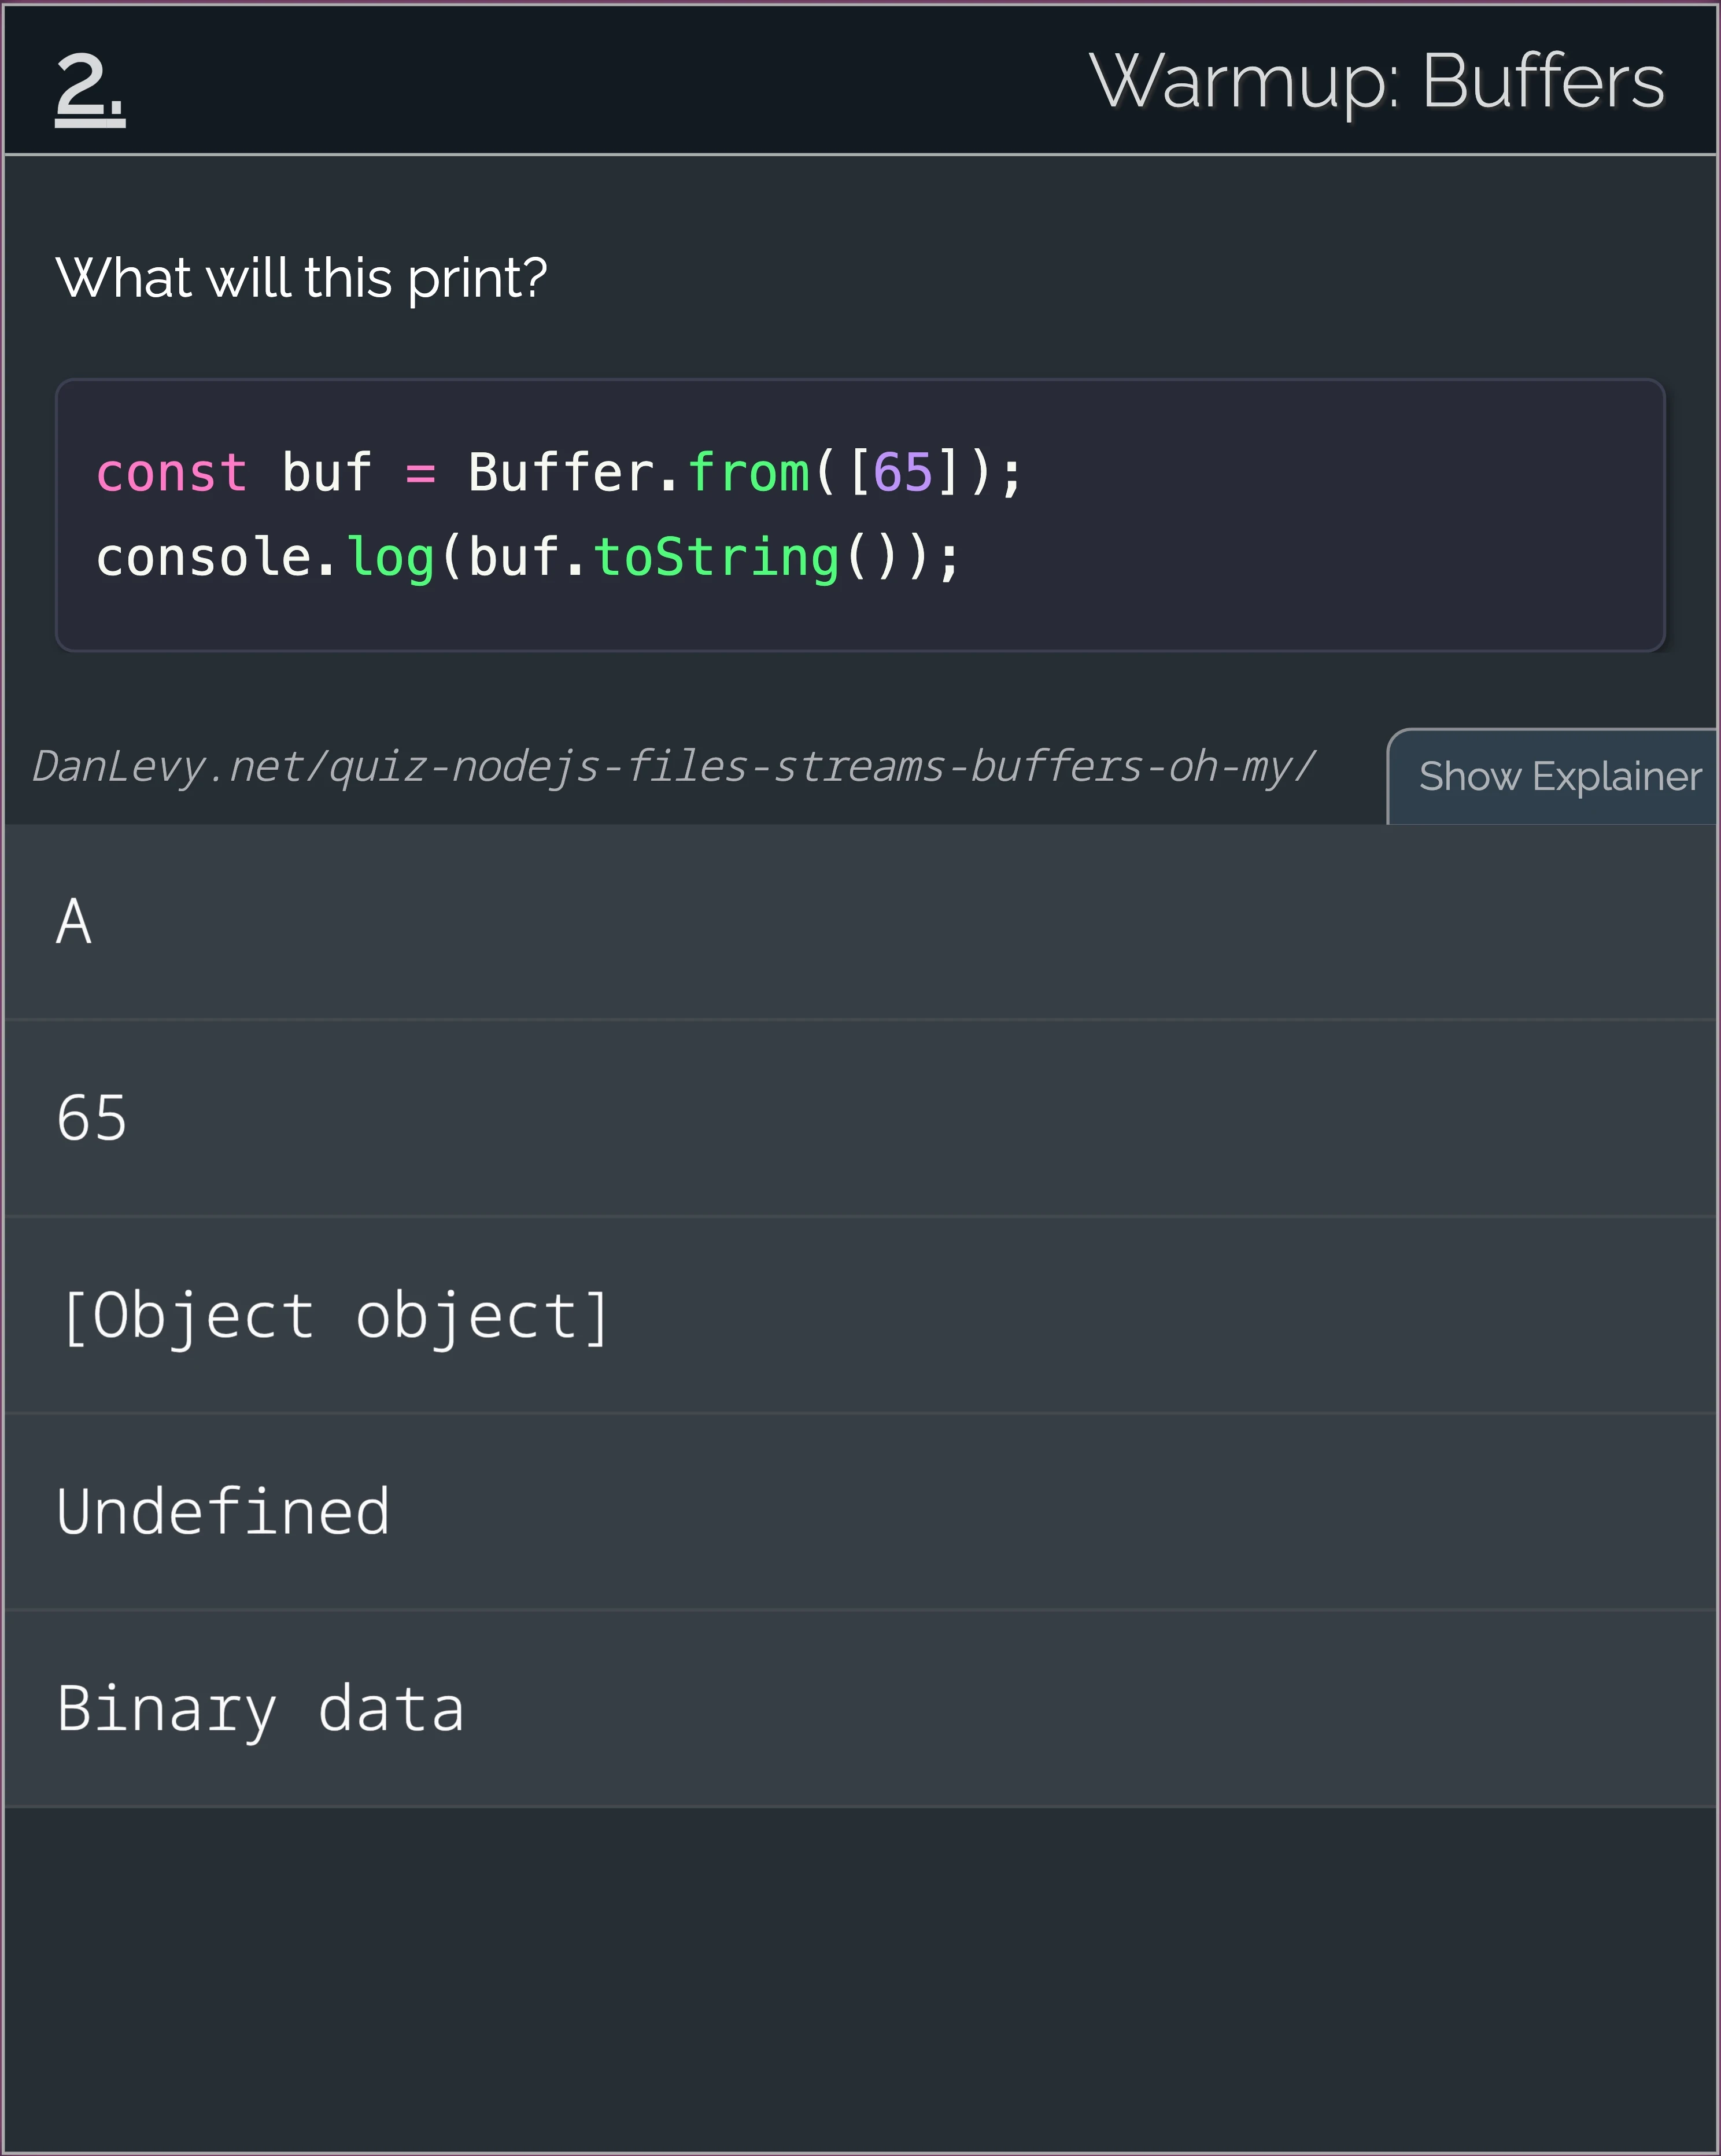 2.
Warmup: Buffers
What will this print?
const buf = Buffer.from([65]);
console.log(buf.toString());
DanLevy.net/quiz-nodejs-files-streams-buffers-oh-my/
Show Explainer
A
65
[Object object]
Undefined
Binary data